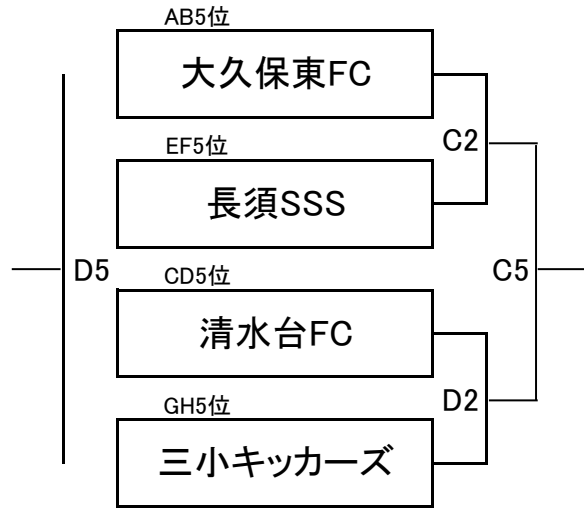 AB5位
大久保東FC
C2
EF5位
長須SSS
D5
C5
CD5位
清水台FC
D2
GH5位
三小キッカーズ